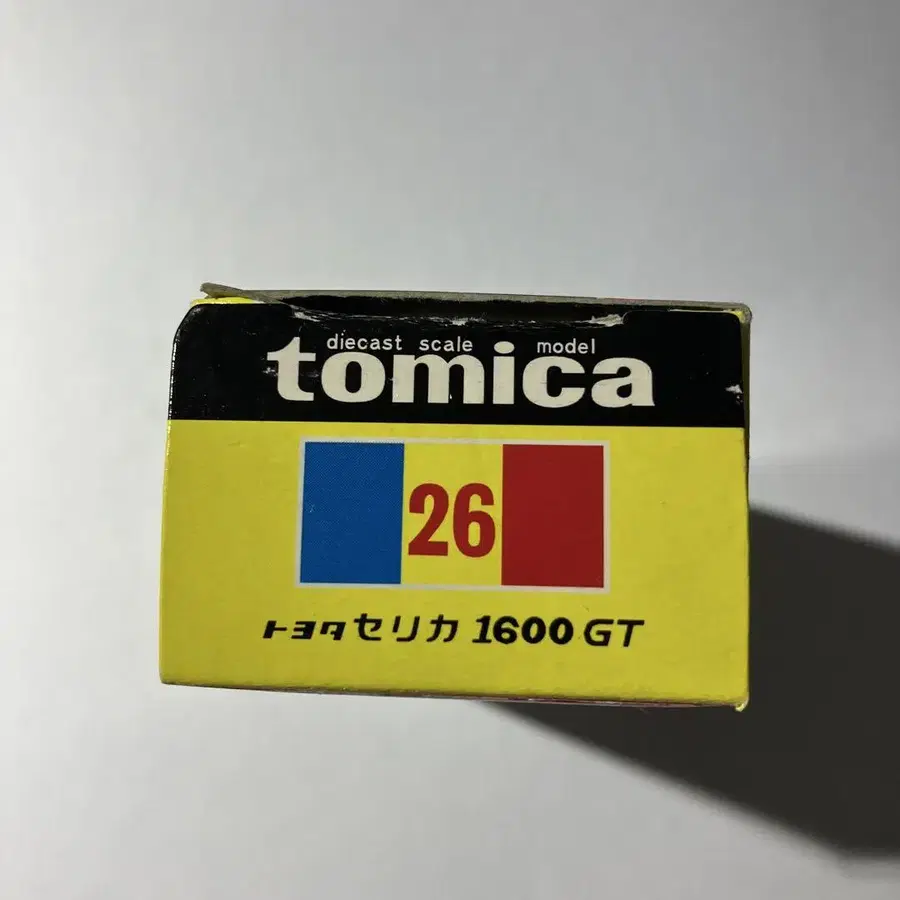 diecast scale model
tomica
26
トヨタ セリカ 1600 GT